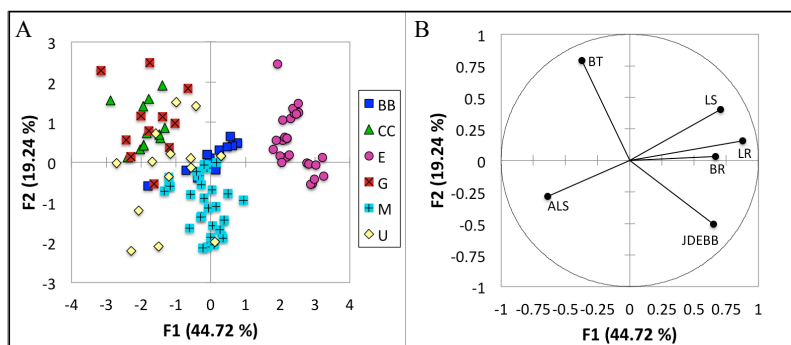 A
3
2
1
0
-1
-2
-3
-4 -3 -2 -1 0 1 2 3 4
F2 (19.24 %)
F1 (44.72 %)
BB
CC
E
G
M
U
B
1
0.75
0.5
0.25
0
-0.25
-0.5
-0.75
-1
-1 -0.75 -0.5 -0.25 0 0.25 0.5 0.75 1
F2 (19.24 %)
F1 (44.72 %)
BT
LS
LR
BR
ALS
JDEBB